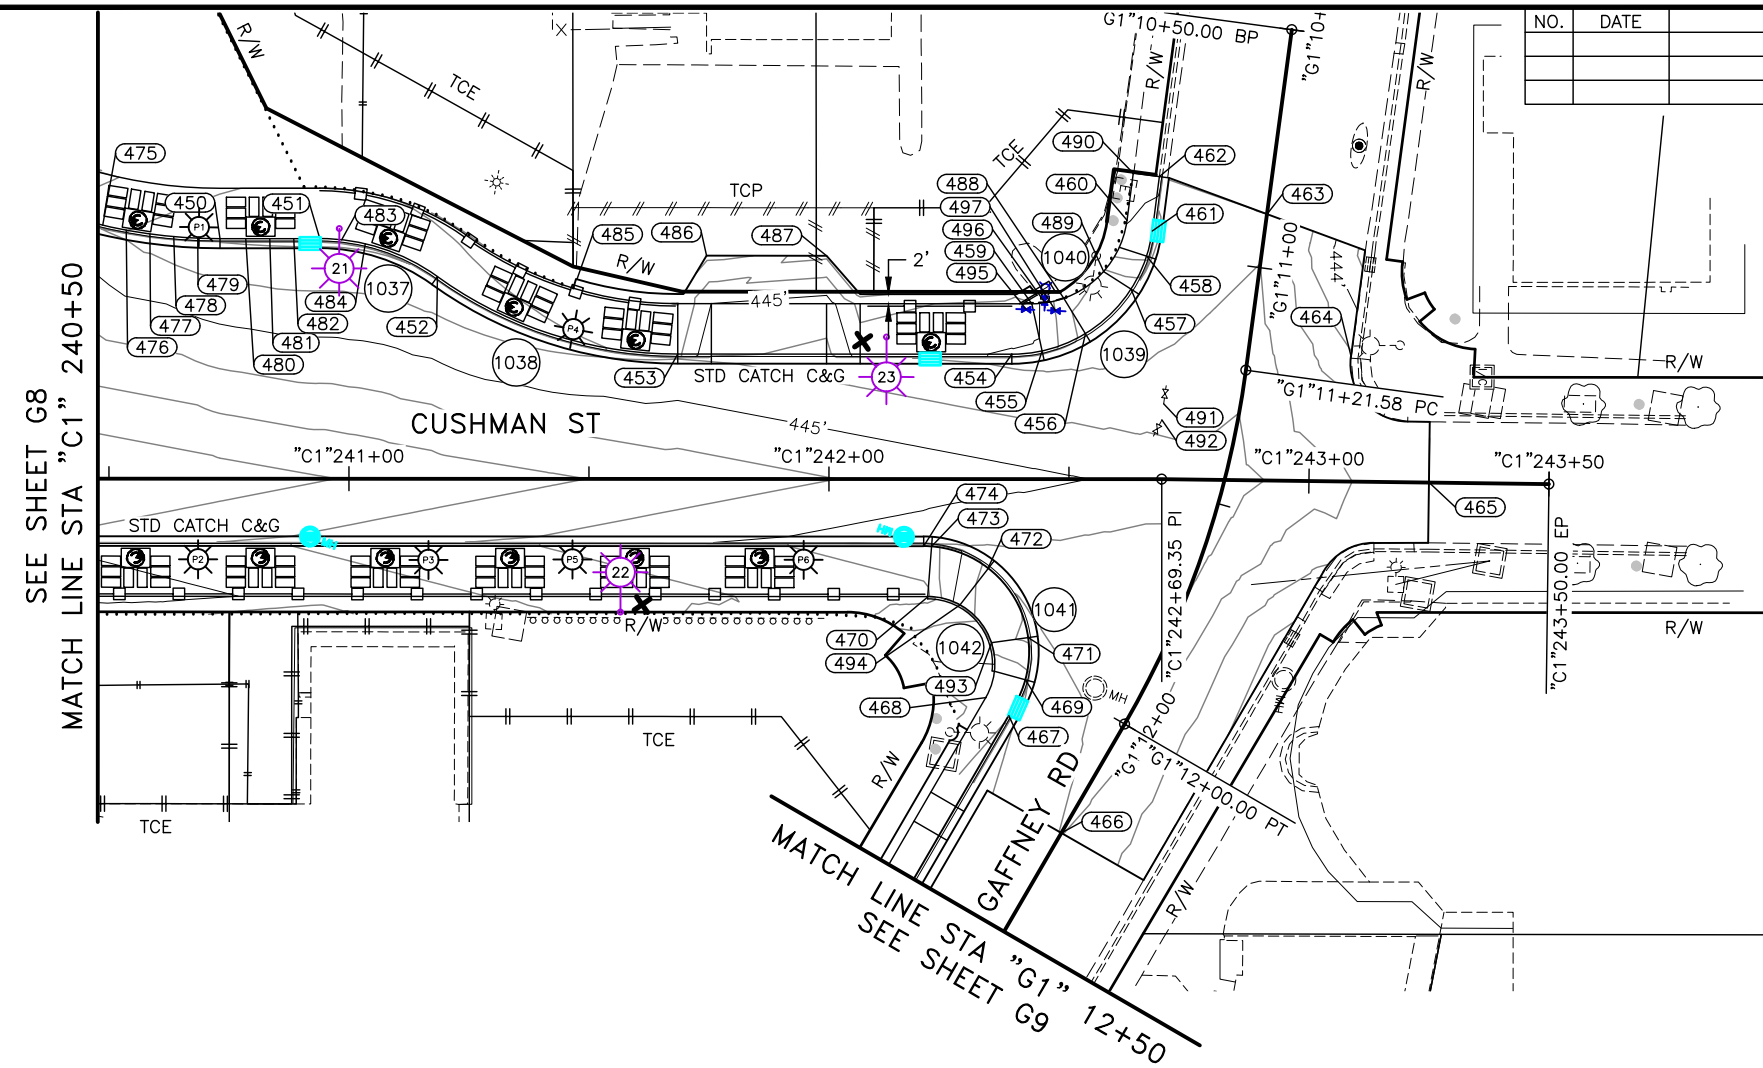 NO. DATE
G1"10+50.00 BP
"G1"10+
R/W
R/W
R/W
TCE
TCE
TCP
475
450
451
483
485
486
487
488
497
496
459
495
489
460
490
462
463
461
458
457
464
1040
1039
2'
R/W
445'
444'
"G1"11+00
P1
21
1037
484
482
481
480
479
478
477
476
452
P4
1038
453
STD CATCH C&G
23
454
455
456
491
492
"G1"11+21.58 PC
R/W
SEE SHEET G8
MATCH LINE STA "C1" 240+50
CUSHMAN ST
445'
"C1"241+00
"C1"242+00
"C1"243+00
"C1"243+50
465
STD CATCH C&G
474
473
472
P2
P3
P5
22
P6
R/W
1041
1042
470
494
493
468
471
469
467
MH
"C1"242+69.35 PI
"C1"243+50.00 EP
R/W
R/W
TCE
TCE
466
"G1"12+00
"G1"12+00.00 PT
GAFFNEY RD
R/W
MATCH LINE STA "G1" 12+50
SEE SHEET G9